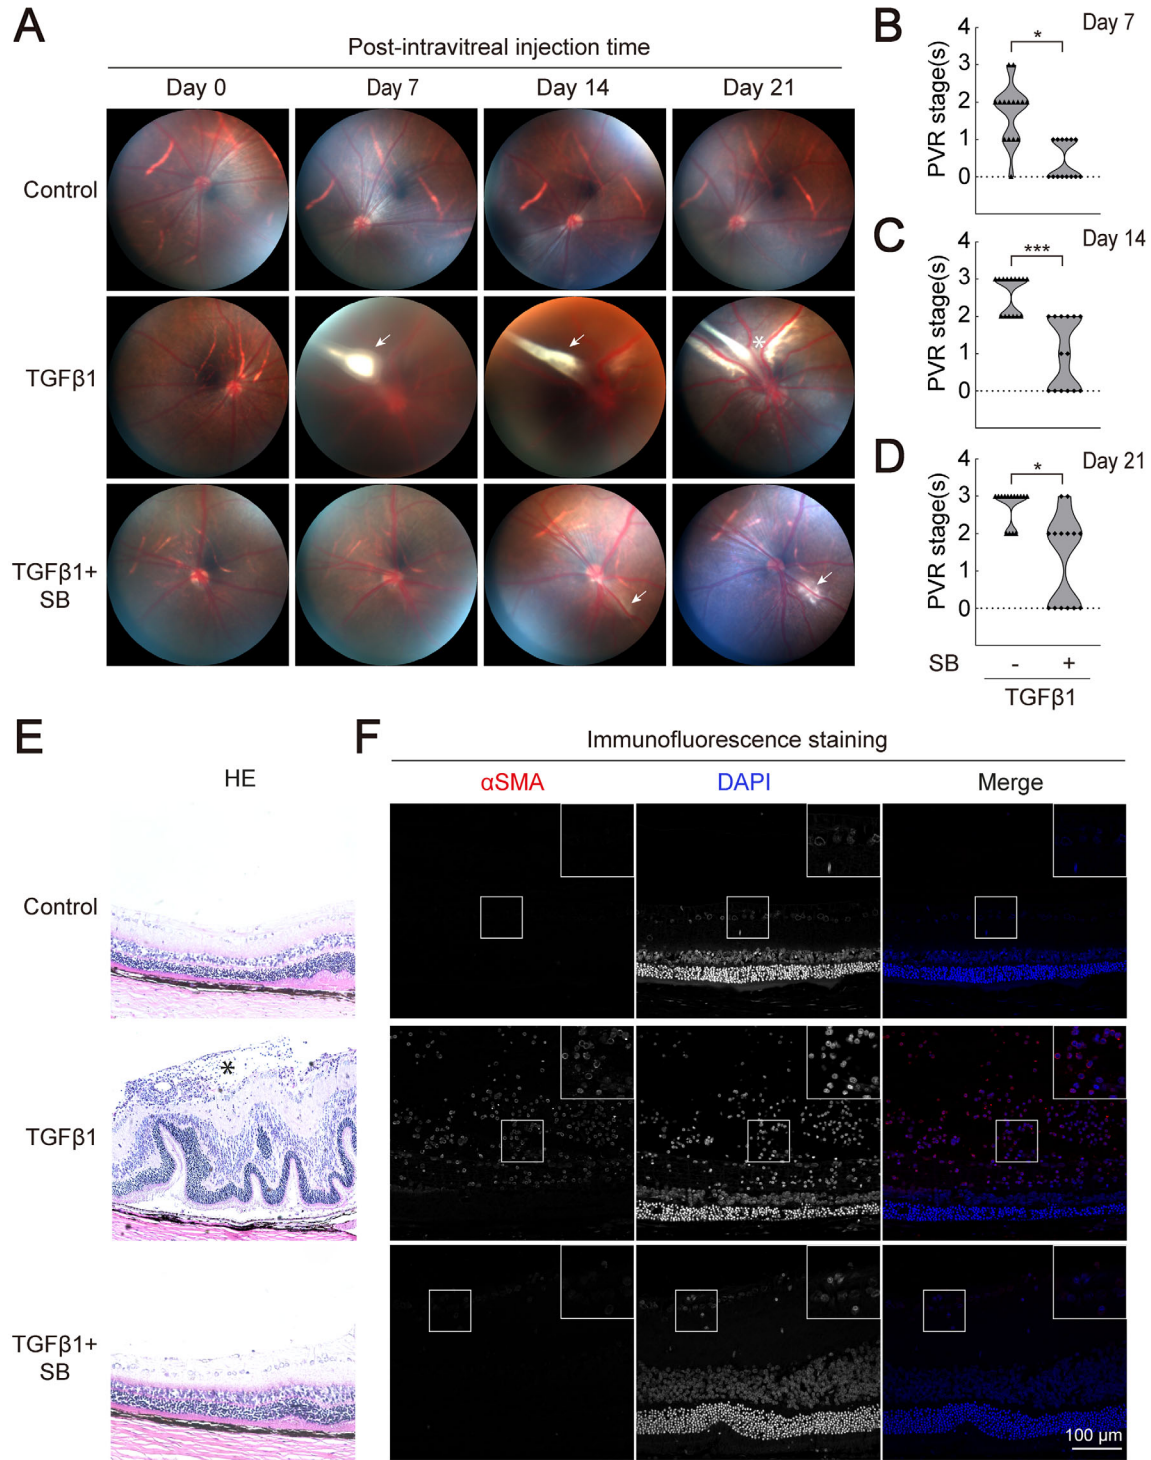 A
Post-intravitreal injection time
Day 0
Day 7
Day 14
Day 21
Control
TGFβ1
*
TGFβ1+
SB
B
Day 7
PVR stage(s)
4
3
2
1
0
*
C
Day 14
PVR stage(s)
4
3
2
1
0
***
D
Day 21
PVR stage(s)
4
3
2
1
0
*
SB
-
+
TGFβ1
E
HE
Control
TGFβ1
*
TGFβ1+
SB
F
Immunofluorescence staining
αSMA
DAPI
Merge
100 μm